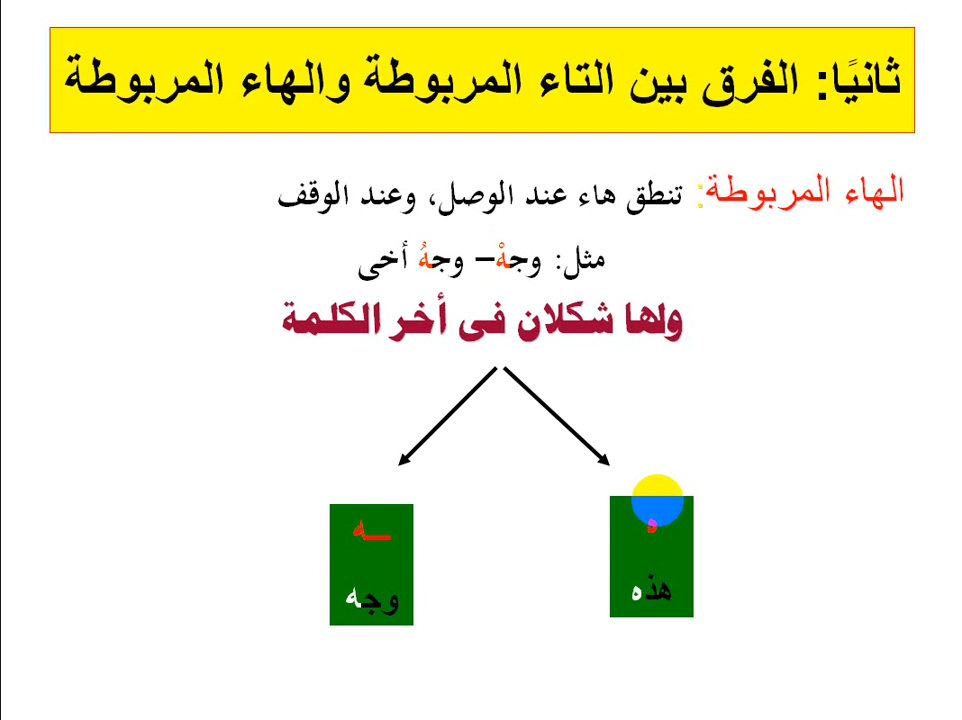 ثانيًا: الفرق بين التاء المربوطة والهاء المربوطة
الهاء المربوطة: تنطق هاء عند الوصل، وعند الوقف
مثل: وجهْ– وجهُ أخى
ولها شكلان فى أخر الكلمة
ه
هذه
ـه
وجه